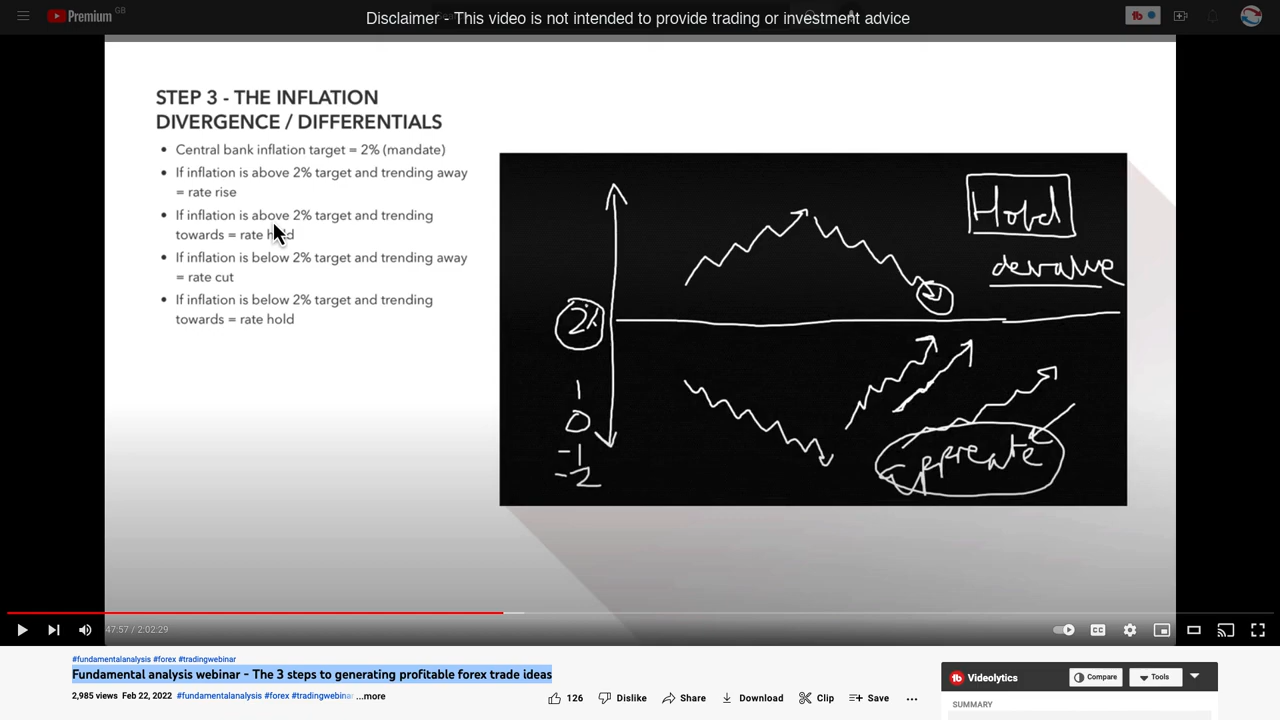 Disclaimer - This video is not intended to provide trading or investment advice
Premium
GB
STEP 3 - THE INFLATION
DIVERGENCE / DIFFERENTIALS
• Central bank inflation target = 2% (mandate)
• If inflation is above 2% target and trending away
= rate rise
• If inflation is above 2% target and trending
towards = rate hold
• If inflation is below 2% target and trending away
= rate cut
• If inflation is below 2% target and trending
towards = rate hold
Hold
devalue
2%
1
0
-1
-2
47:57 / 2:02:29
CC
#fundamentalanalysis #forex #tradingwebinar
Fundamental analysis webinar - The 3 steps to generating profitable forex trade ideas
2,985 views Feb 22, 2022 #fundamentalanalysis #forex #tradingwebinar ...more
126
Dislike
Share
Download
Clip
Save
tb
Videolytics
Compare
Tools
SUMMARY